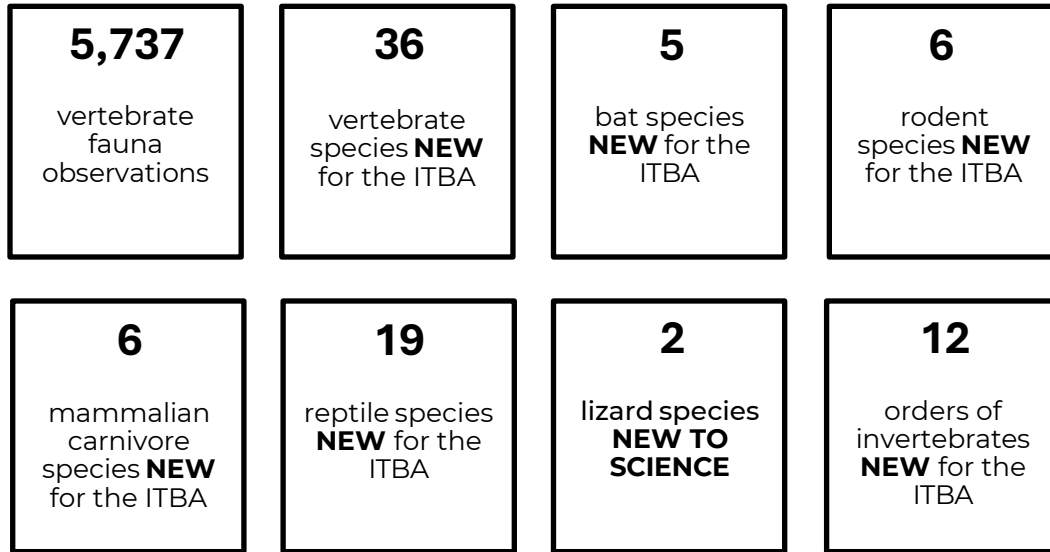 5,737
vertebrate
fauna
observations
36
vertebrate
species NEW
for the ITBA
5
bat species
NEW for the
ITBA
6
rodent
species NEW
for the ITBA
6
mammalian
carnivore
species NEW
for the ITBA
19
reptile species
NEW for the
ITBA
2
lizard species
NEW TO
SCIENCE
12
orders of
invertebrates
NEW for the
ITBA